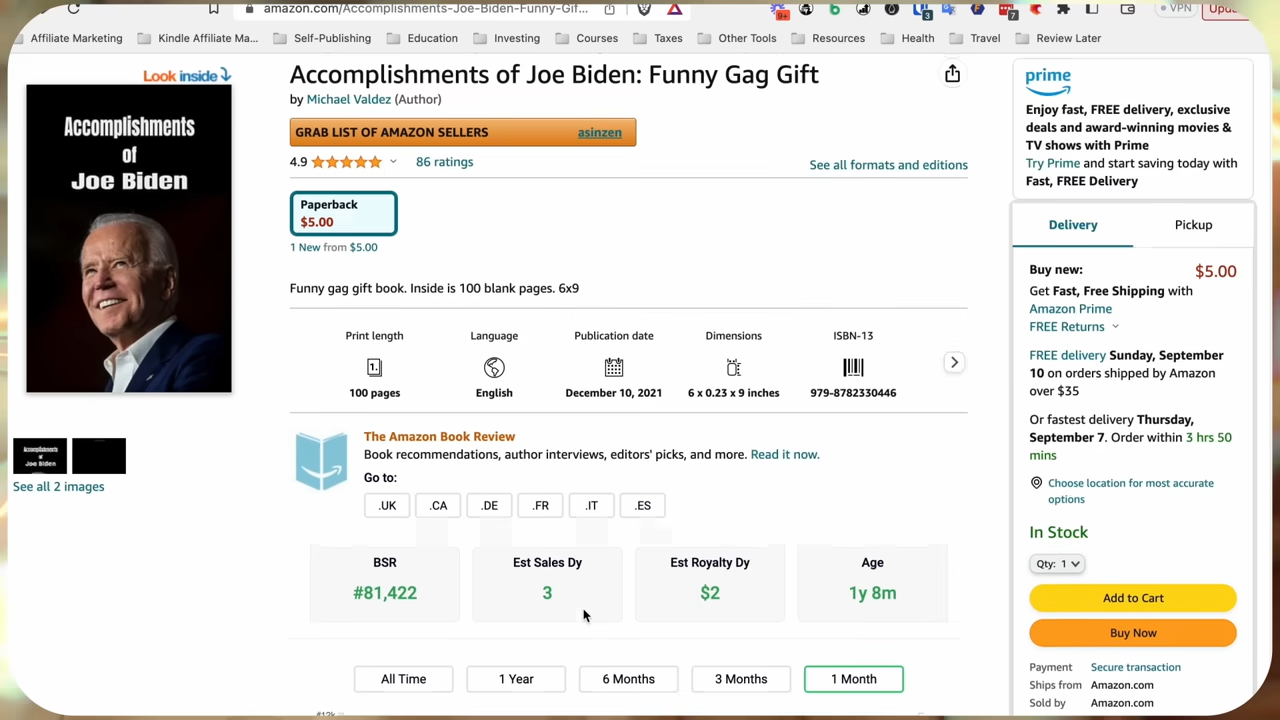 amazon.com/Accomplishments-Joe-Biden-Funny-Gif...
9+
3
7
VPN
Affiliate Marketing
Kindle Affiliate Ma...
Self-Publishing
Education
Investing
Courses
Taxes
Other Tools
Resources
Health
Travel
Review Later
Look inside
Accomplishments
of
Joe Biden
See all 2 images
Accomplishments of Joe Biden: Funny Gag Gift
by Michael Valdez (Author)
GRAB LIST OF AMAZON SELLERS asinzen
4.9 86 ratings
See all formats and editions
Paperback
$5.00
1 New from $5.00
Funny gag gift book. Inside is 100 blank pages. 6x9
Print length
Language
Publication date
Dimensions
ISBN-13
100 pages
English
December 10, 2021
6 x 0.23 x 9 inches
979-8782330446
The Amazon Book Review
Book recommendations, author interviews, editors' picks, and more. Read it now.
Go to:
.UK
.CA
.DE
.FR
.IT
.ES
BSR
Est Sales Dy
Est Royalty Dy
Age
#81,422
3
$2
1y 8m
All Time
1 Year
6 Months
3 Months
1 Month
prime
Enjoy fast, FREE delivery, exclusive
deals and award-winning movies &
TV shows with Prime
Try Prime and start saving today with
Fast, FREE Delivery
Delivery
Pickup
Buy new: $5.00
Get Fast, Free Shipping with
Amazon Prime
FREE Returns
FREE delivery Sunday, September
10 on orders shipped by Amazon
over $35
Or fastest delivery Thursday,
September 7. Order within 3 hrs 50
mins
Choose location for most accurate
options
In Stock
Qty: 1
Add to Cart
Buy Now
Payment Secure transaction
Ships from Amazon.com
Sold by Amazon.com